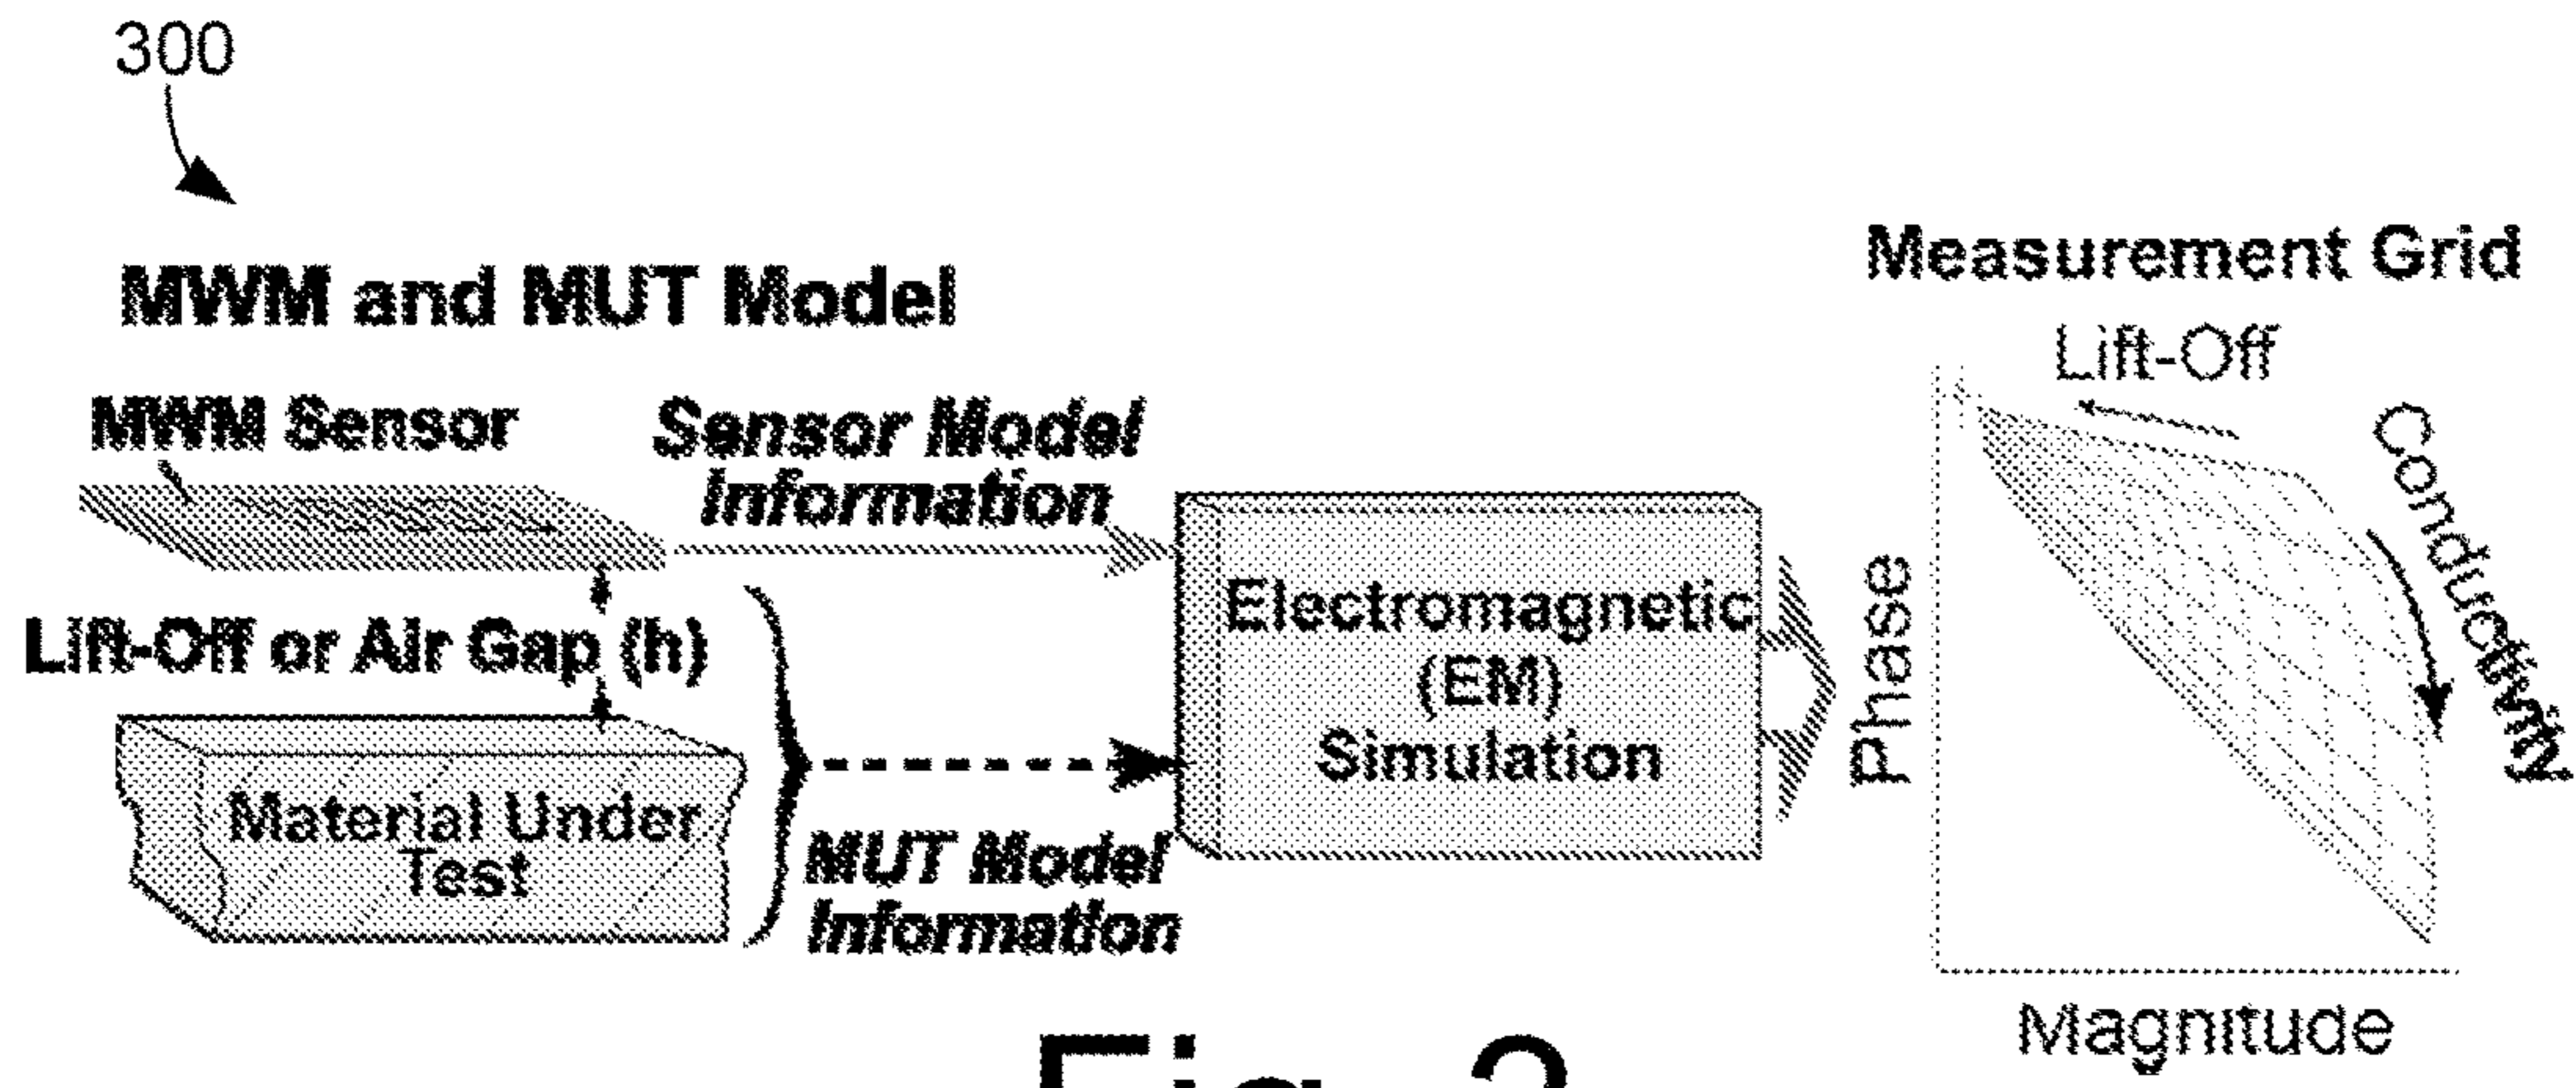 300
MWM and MUT Model
MWM Sensor
Sensor Model
Information
Lift-Off or Air Gap (h)
Material Under
Test
MUT Model
Information
Electromagnetic
(EM)
Simulation
Measurement Grid
Lift-Off
Conductivity
Phase
Magnitude